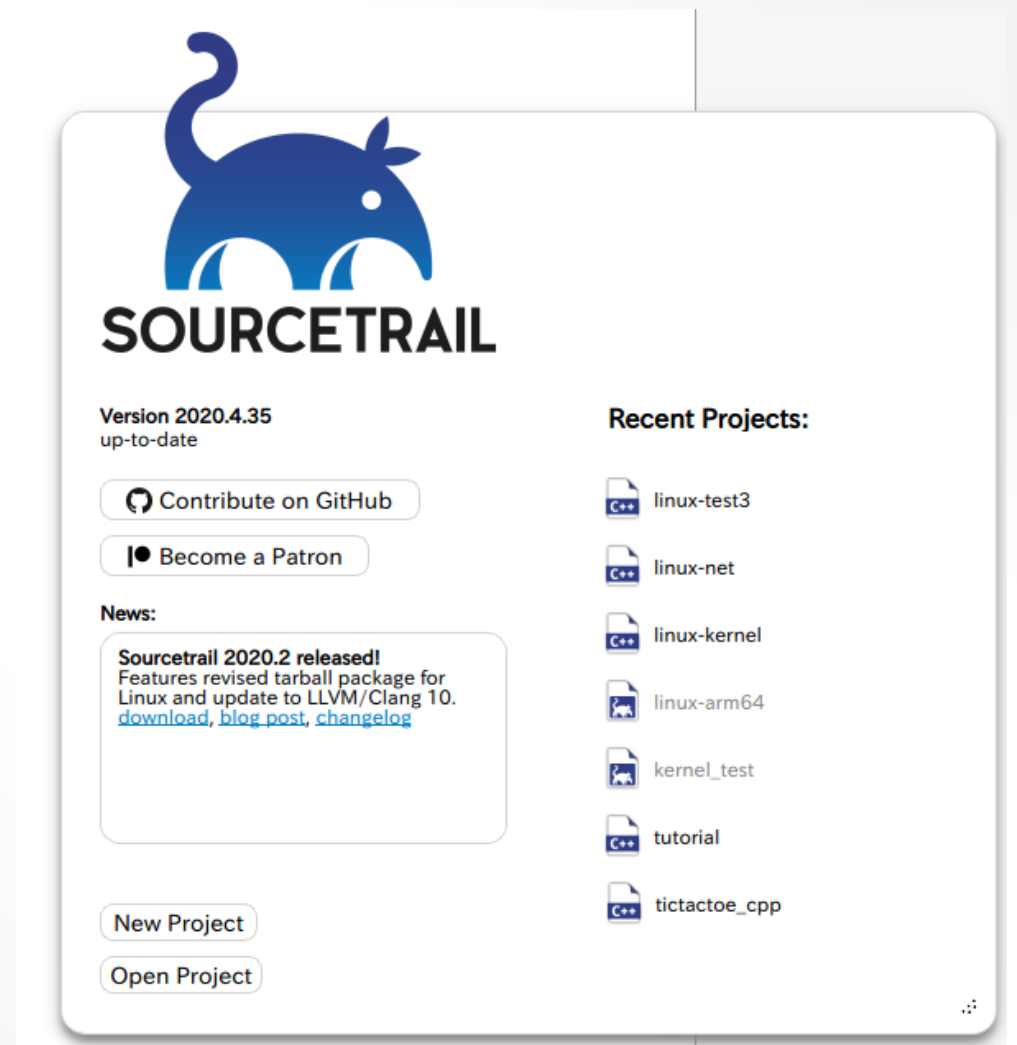 SOURCETRAIL
Version 2020.4.35
up-to-date
Contribute on GitHub
Become a Patron
News:
Sourcetrail 2020.2 released!
Features revised tarball package for
Linux and update to LLVM/Clang 10.
download, blog post, changelog
New Project
Open Project
Recent Projects:
C++ linux-test3
C++ linux-net
C++ linux-kernel
linux-arm64
kernel_test
C++ tutorial
C++ tictactoe_cpp